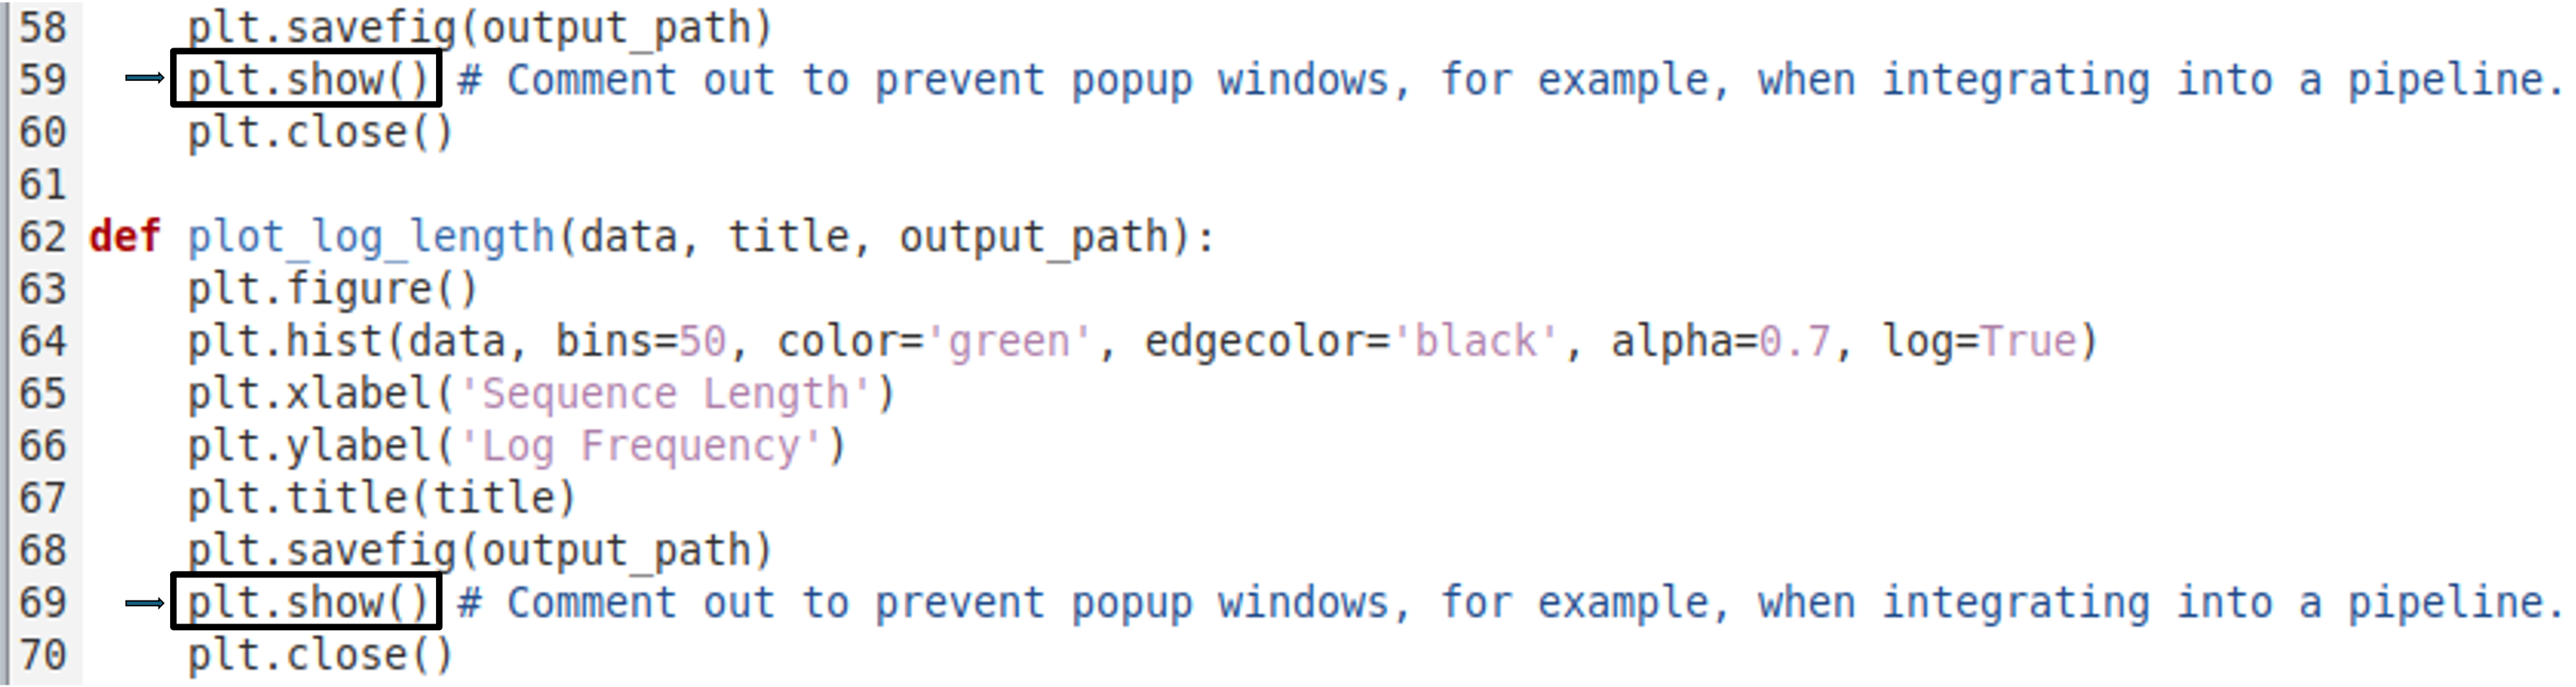 58 plt.savefig(output_path)
59 plt.show() # Comment out to prevent popup windows, for example, when integrating into a pipeline.
60 plt.close()
61
62 def plot_log_length(data, title, output_path):
63 plt.figure()
64 plt.hist(data, bins=50, color='green', edgecolor='black', alpha=0.7, log=True)
65 plt.xlabel('Sequence Length')
66 plt.ylabel('Log Frequency')
67 plt.title(title)
68 plt.savefig(output_path)
69 plt.show() # Comment out to prevent popup windows, for example, when integrating into a pipeline.
70 plt.close()